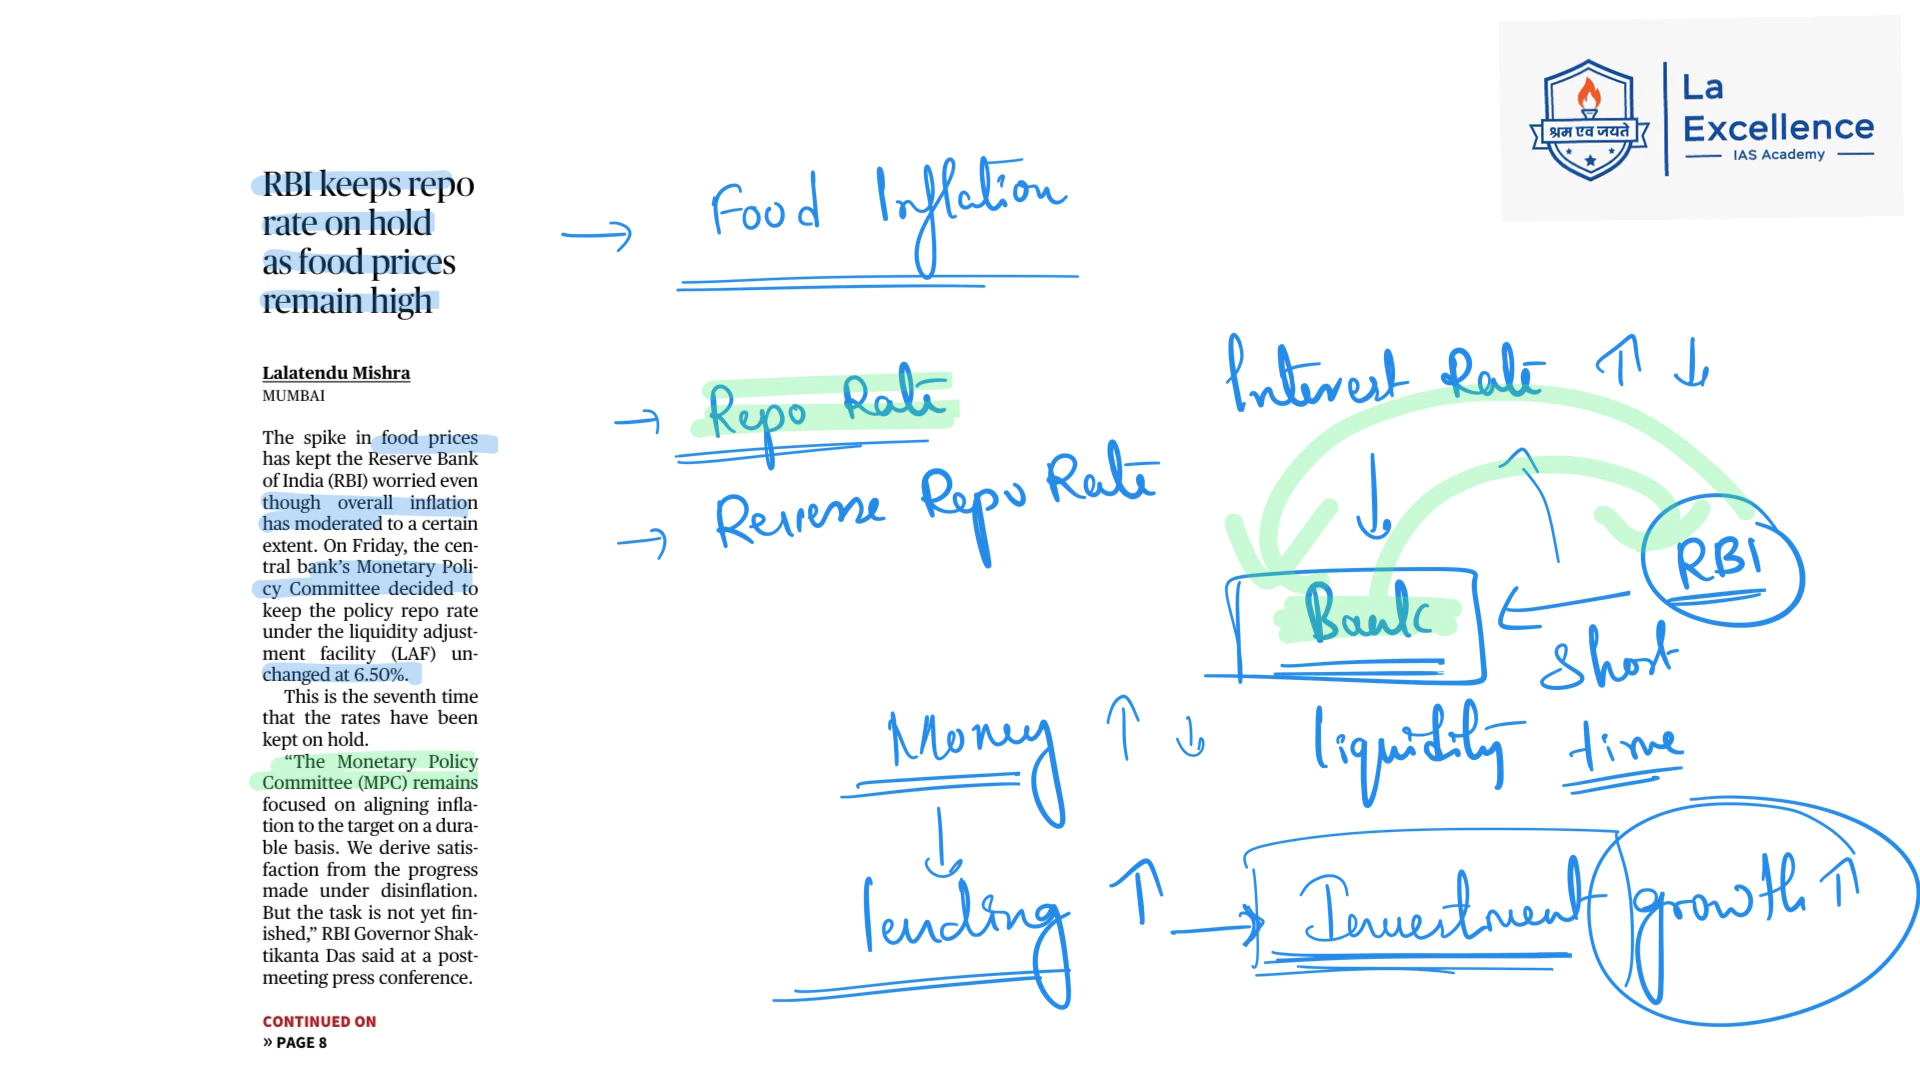 La
Excellence
IAS Academy
श्रम एव जयते
RBI keeps repo
rate on hold
as food prices
remain high
Lalatendu Mishra
MUMBAI
The spike in food prices
has kept the Reserve Bank
of India (RBI) worried even
though overall inflation
has moderated to a certain
extent. On Friday, the cen-
tral bank's Monetary Poli-
cy Committee decided to
keep the policy repo rate
under the liquidity adjust-
ment facility (LAF) un-
changed at 6.50%.
This is the seventh time
that the rates have been
kept on hold.
“The Monetary Policy
Committee (MPC) remains
focused on aligning infla-
tion to the target on a dura-
ble basis. We derive satis-
faction from the progress
made under disinflation.
But the task is not yet fin-
ished,” RBI Governor Shak-
tikanta Das said at a post-
meeting press conference.
CONTINUED ON
» PAGE 8
→ Food Inflation
→ Repo Rate
→ Reverse Repo Rate
Interest Rate ↑ ↓
RBI
Bank
Short
time
liquidity
Money ↑ ↓
lending ↑ → Investment growth ↑